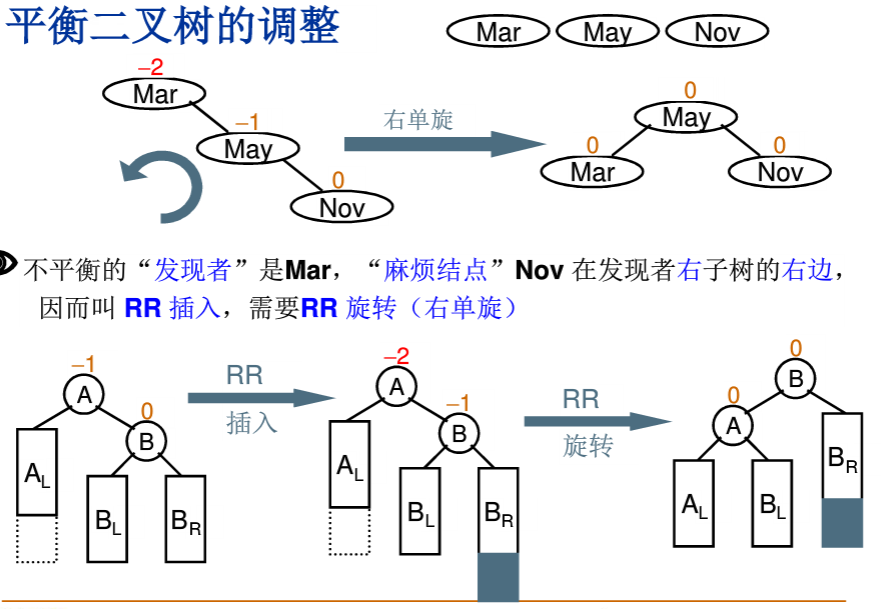 平衡二叉树的调整
Mar May Nov
–2
Mar
–1
May
0
Nov
右单旋
0
May
0
Mar
0
Nov
不平衡的“发现者”是Mar，“麻烦结点”Nov 在发现者右子树的右边，
因而叫 RR 插入，需要RR 旋转（右单旋）
–1
A
0
B
AL
BL
BR
RR
插入
–2
A
–1
B
AL
BL
BR
RR
旋转
0
B
0
A
BR
AL
BL